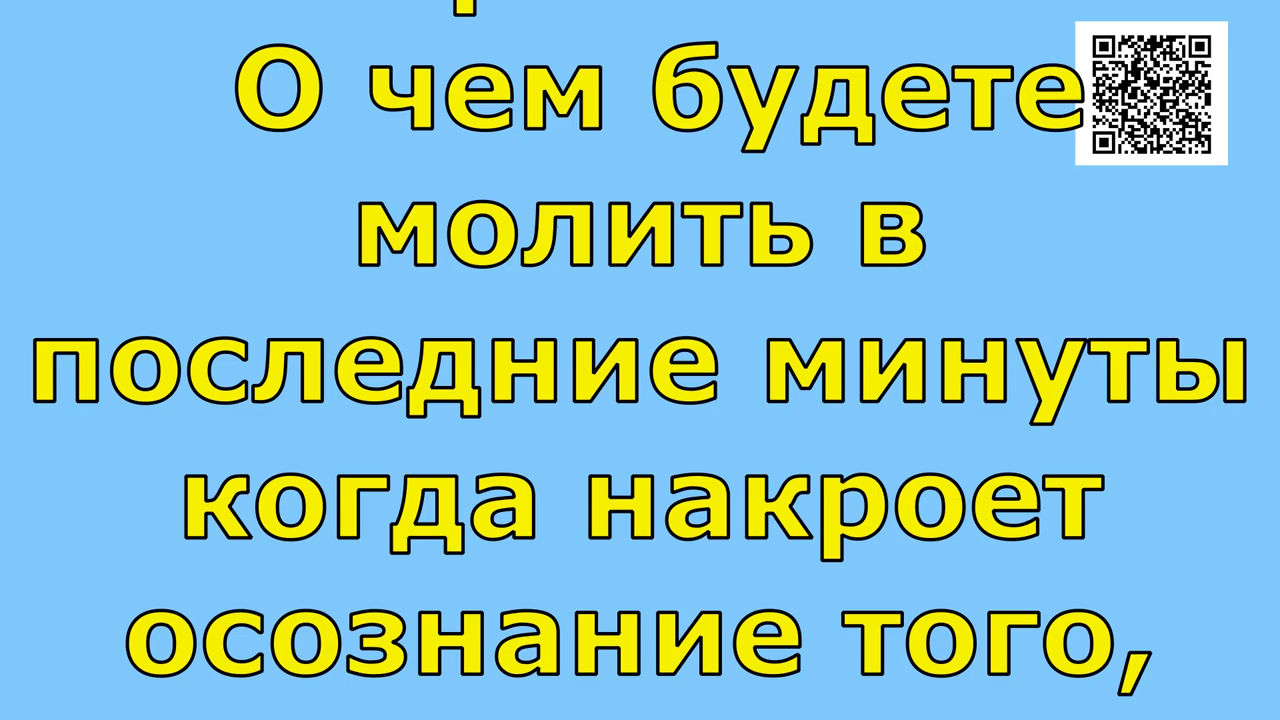 О чем будете
молить в
последние минуты
когда накроет
осознание того,